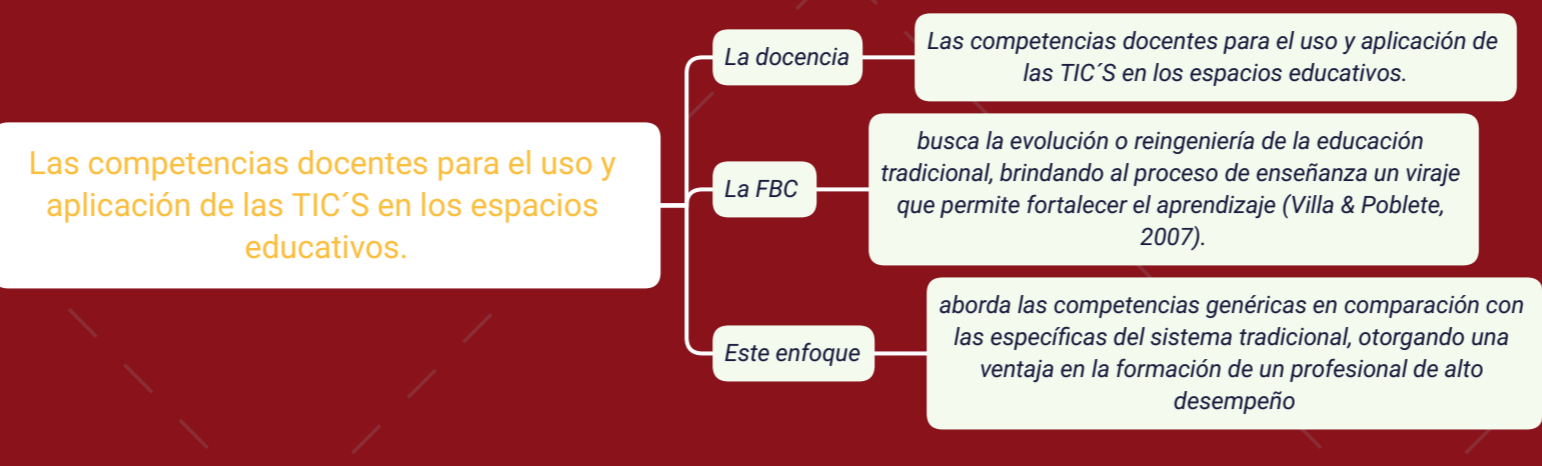 Las competencias docentes para el uso y
aplicación de las TIC´S en los espacios
educativos.
La docencia
Las competencias docentes para el uso y aplicación de
las TIC´S en los espacios educativos.
La FBC
busca la evolución o reingeniería de la educación
tradicional, brindando al proceso de enseñanza un viraje
que permite fortalecer el aprendizaje (Villa & Poblete,
2007).
Este enfoque
aborda las competencias genéricas en comparación con
las específicas del sistema tradicional, otorgando una
ventaja en la formación de un profesional de alto
desempeño